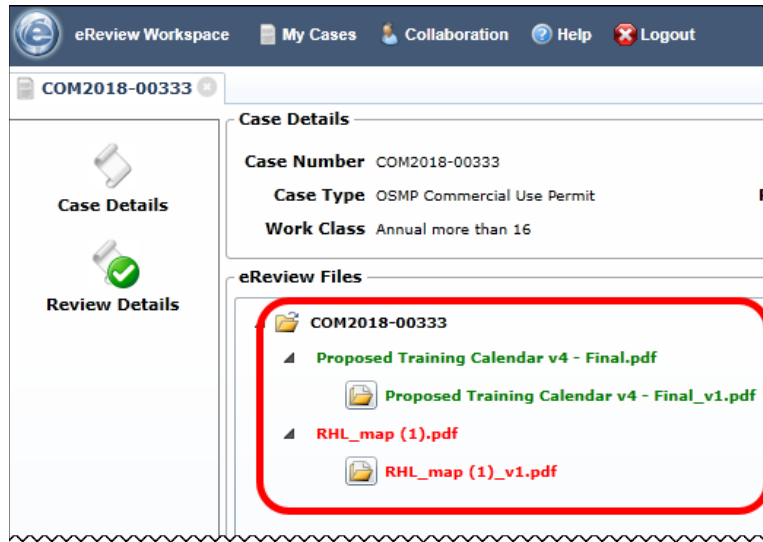 eReview Workspace My Cases Collaboration Help Logout
COM2018-00333
Case Details
Review Details
Case Details
Case Number COM2018-00333
Case Type OSMP Commercial Use Permit
Work Class Annual more than 16
eReview Files
COM2018-00333
Proposed Training Calendar v4 - Final.pdf
Proposed Training Calendar v4 - Final_v1.pdf
RHL_map (1).pdf
RHL_map (1)_v1.pdf